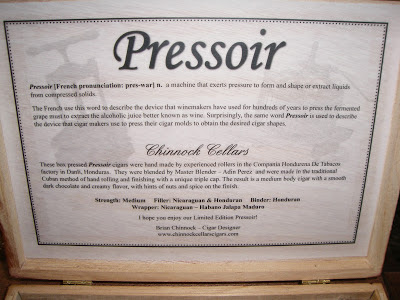 Pressoir
Pressoir [French pronunciation: pres-war] n. a machine that exerts pressure to form and shape or extract liquids
from compressed solids.
The French use this word to describe the device that winemakers have used for hundreds of years to press the fermented
grape must to extract the alcoholic juice better known as wine. Surprisingly, the same word Pressoir is used to describe
the device that cigar makers use to press their cigar molds to obtain the desired cigar shapes.
Chinnock Cellars
These box pressed Pressoir cigars were hand made by experienced rollers in the Compania Hondurena De Tabacos
factory in Danli, Honduras. They were blended by Master Blender – Adin Perez and were made in the traditional
Cuban method of hand rolling and finishing with a unique triple cap. The result is a medium body cigar with a smooth
dark chocolate and creamy flavor, with hints of nuts and spice on the finish.
Strength: Medium Filler: Nicaraguan & Honduran Binder: Honduran
Wrapper: Nicaraguan – Habano Jalapa Maduro
I hope you enjoy our Limited Edition Pressoir!
Brian Chinnock – Cigar Designer
www.chinnockcellarscigars.com